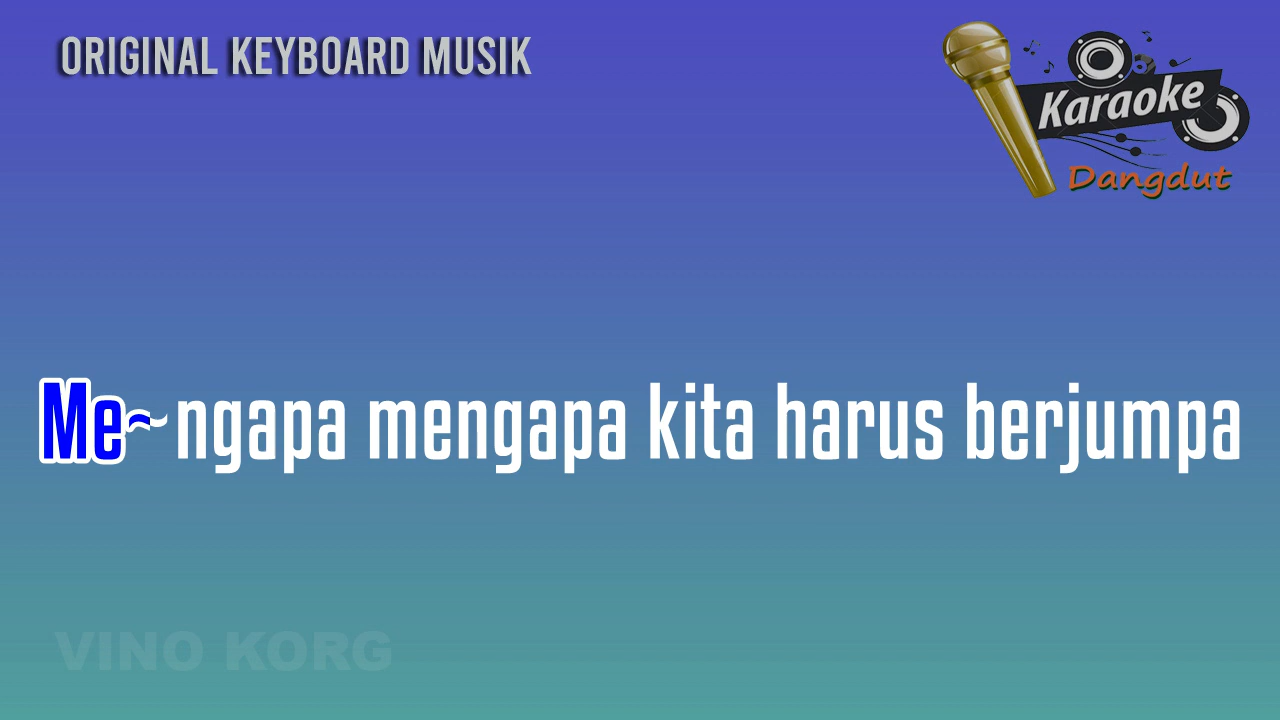 ORIGINAL KEYBOARD MUSIK
Karaoke
Dangdut
Me~ ngapa mengapa kita harus berjumpa
VINO KORG